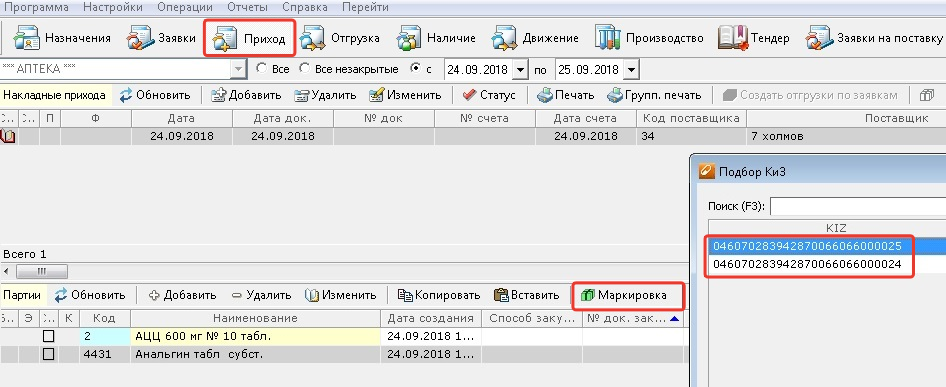 Программа Настройки Операции Отчеты Справка Перейти
Назначения Заявки Приход Отгрузка Наличие Движение Производство Тендер Заявки на поставку
*** АПТЕКА *** Все Все незакрытые с 24.09.2018 по 25.09.2018
Накладные прихода Обновить Добавить Удалить Изменить Статус Печать Групп. печать Создать отгрузки по заявкам
С... С... П Ф Дата Дата док. № док № счета Дата счета Код поставщика Поставщик
24.09.2018 24.09.2018 24.09.2018 34 7 холмов
Подбор КиЗ
Поиск (F3):
KIZ
046070283942870066066000025
046070283942870066066000024
Всего 1
Партии Обновить Добавить Удалить Изменить Копировать Вставить Маркировка
Б... Э ... К Код Наименование Дата создания Способ заку... № док. зак...
2 АЦЦ 600 мг № 10 табл. 24.09.2018 1...
4431 Анальгин табл субст. 24.09.2018 1...